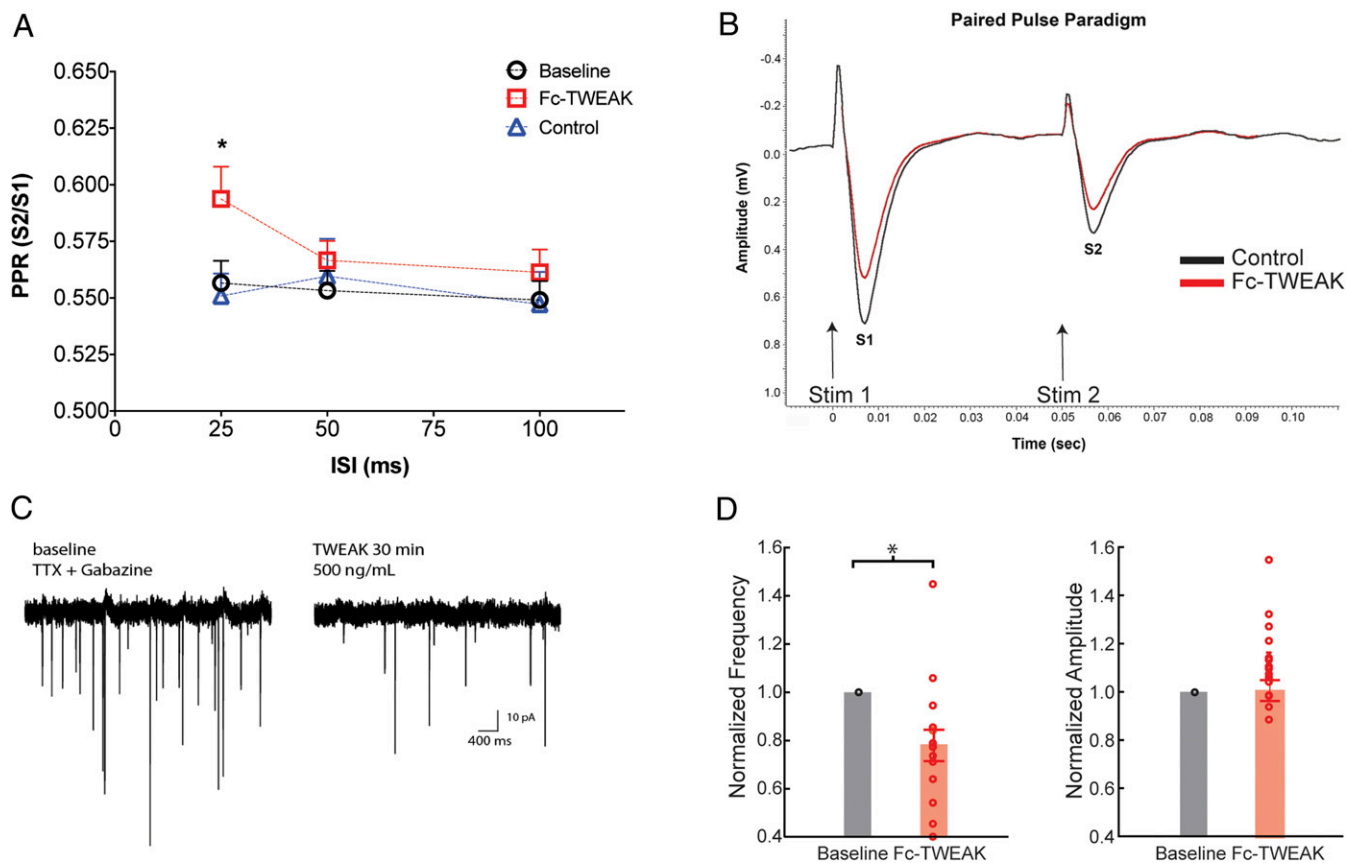 A
PPR (S2/S1)
0.650
0.625
0.600
0.575
0.550
0.525
0.500
*
Baseline
Fc-TWEAK
Control
0 25 50 75 100
ISI (ms)
B
Paired Pulse Paradigm
Amplitude (mV)
-0.4
-0.2
0.0
0.2
0.4
0.6
0.8
1.0
S1
S2
Control
Fc-TWEAK
Stim 1
Stim 2
0 0.01 0.02 0.03 0.04 0.05 0.06 0.07 0.08 0.09 0.10
Time (sec)
C
baseline
TTX + Gabazine
TWEAK 30 min
500 ng/mL
10 pA
400 ms
D
Normalized Frequency
1.6
1.4
1.2
1.0
0.8
0.6
0.4
*
Baseline Fc-TWEAK
Normalized Amplitude
1.6
1.4
1.2
1.0
0.8
0.6
0.4
Baseline Fc-TWEAK